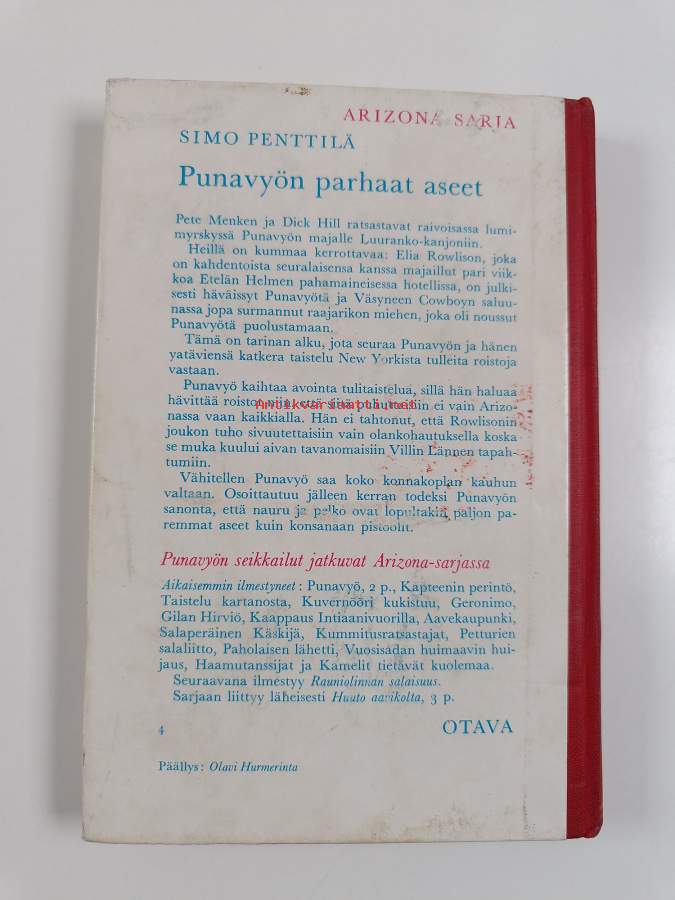 ARIZONA SARJA
SIMO PENTTILÄ
Punavyön parhaat aseet
Pete Menken ja Dick Hill ratsastavat raivoisassa lumi-
myrskyssä Punavyön majalle Luuranko-kanjoniin.
Heillä on kummaa kerrottavaa: Elia Rowlison, joka
on kahdentoista seuralaisensa kanssa majaillut pari viik-
koa Etelän Helmen pahamaineisessa hotellissa, on julki-
sesti häväissyt Punavyötä ja Väsyneen Cowboyn saluu-
nassa jopa surmannut raajarikon miehen, joka oli noussut
Punavyötä puolustamaan.
Tämä on tarinan alku, jota seuraa Punavyön ja hänen
yatäviensä katkera taistelu New Yorkista tulleita roistoja
vastaan.
Punavyö kaihtaa avointa tulitaistelua, sillä hän haluaa
hävittää roistot niin, että siitä puhuttaisiin ei vain Arizo-
nassa vaan kaikkialla. Hän ei tahtonut, että Rowlisonin
joukon tuho sivuutettaisiin vain olankohautuksella koska
se muka kuului aivan tavanomaisiin Villin Lännen tapah-
tumiin.
Vähitellen Punavyö saa koko konnakoplan kauhun
valtaan. Osoittautuu jälleen kerran todeksi Punavyön
sanonta, että nauru ja pelko ovat lopultakin paljon pa-
remmat aseet kuin konsanaan pistoolit.
Punavyön seikkailut jatkuvat Arizona-sarjassa
Aikaisemmin ilmestyneet: Punavyö, 2 p., Kapteenin perintö,
Taistelu kartanosta, Kuvernööri kukistuu, Geronimo,
Gilan Hirviö, Kaappaus Intiaanivuorilla, Aavekaupunki,
Salaperäinen Käskijä, Kummitusratsastajat, Petturien
salaliitto, Paholaisen lähetti, Vuosisadan huimaavin hui-
jaus, Haamutanssijat ja Kamelit tietävät kuolemaa.
Seuraavana ilmestyy Rauniolinnan salaisuus.
Sarjaan liittyy läheisesti Huuto aavikolta, 3 p.
4
OTAVA
Päällys: Olavi Hurmerinta